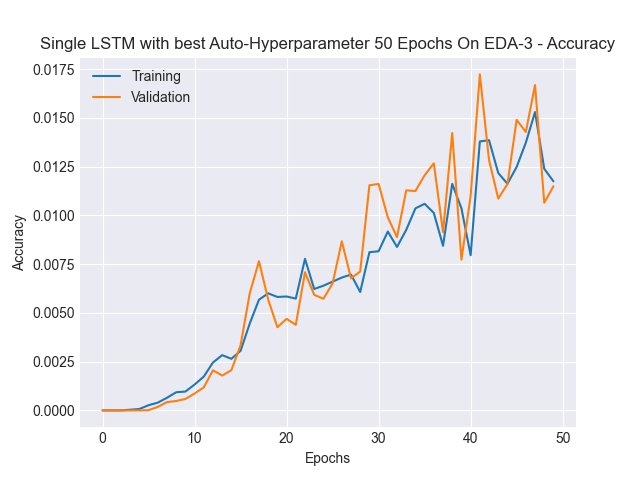 Single LSTM with best Auto-Hyperparameter 50 Epochs On EDA-3 - Accuracy
Training
Validation
0.0175
0.0150
0.0125
0.0100
0.0075
0.0050
0.0025
0.0000
Accuracy
0 10 20 30 40 50
Epochs